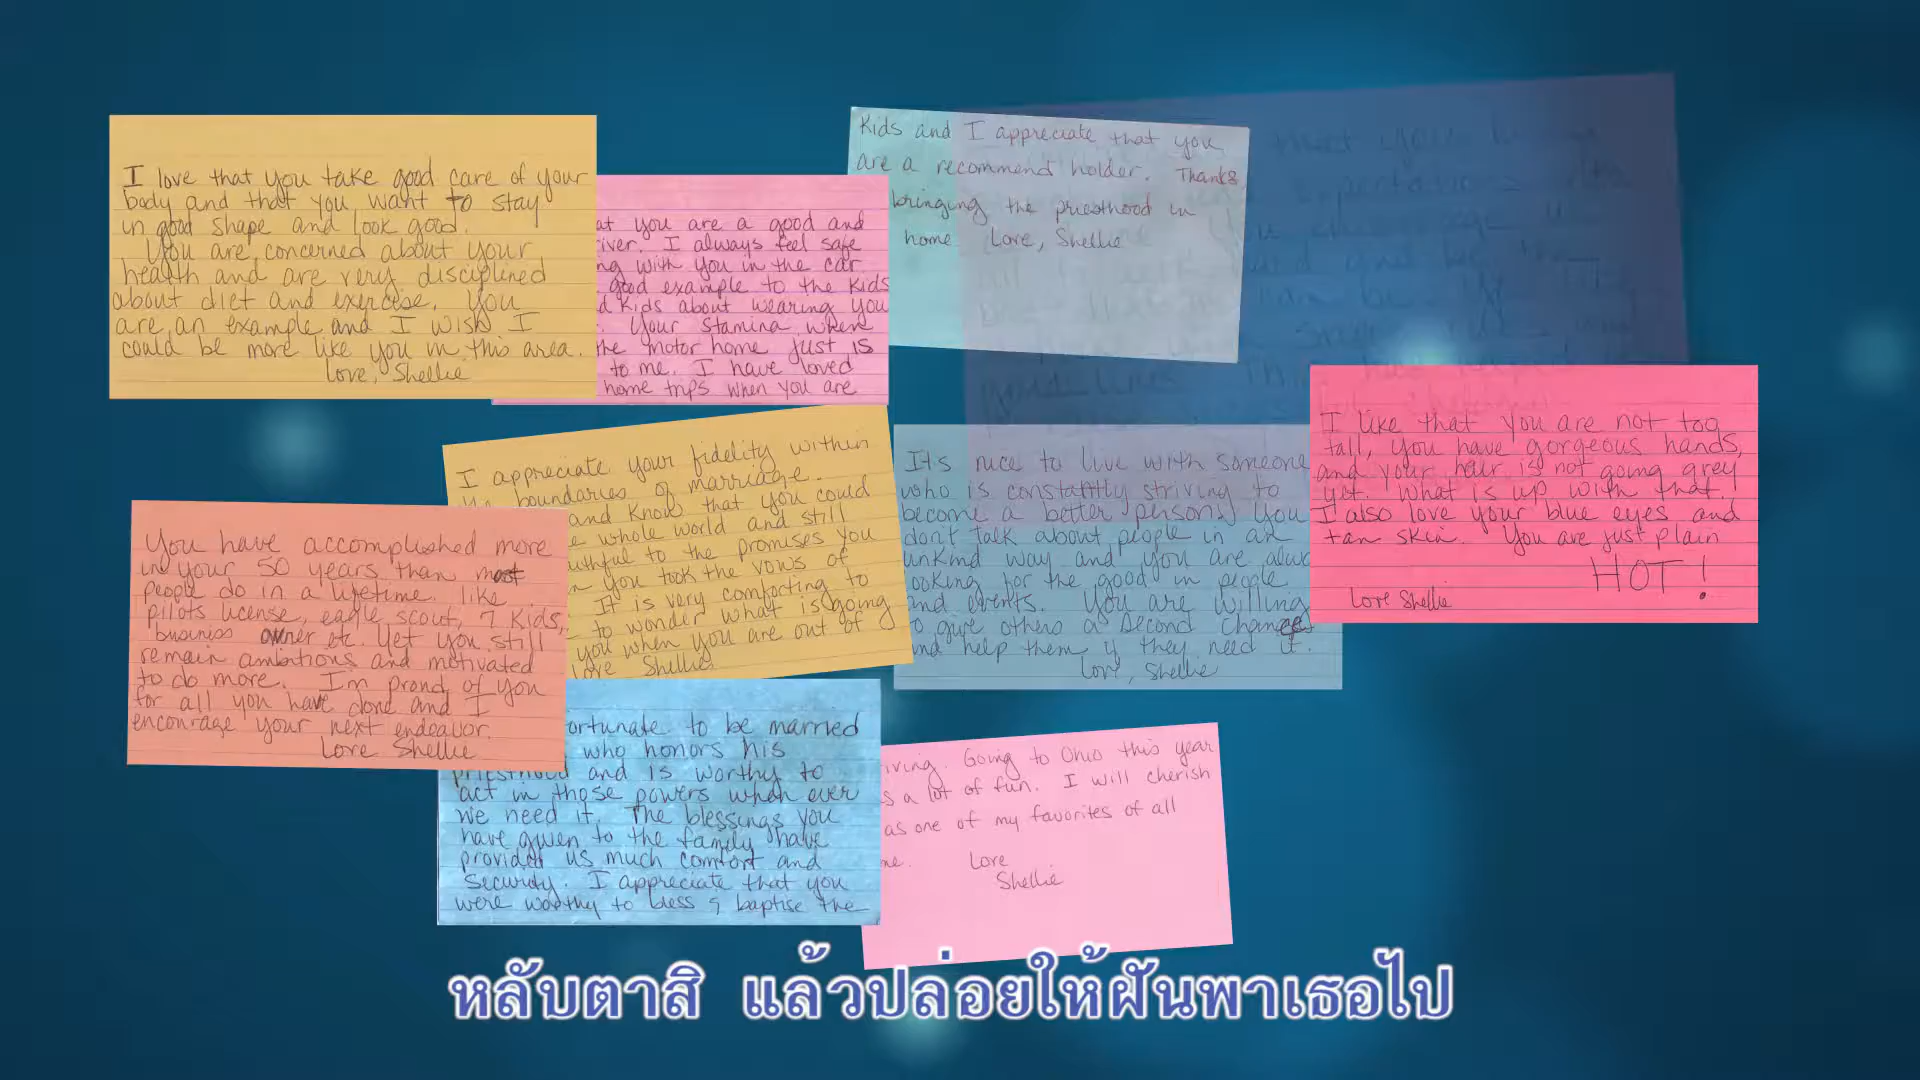 I love that you take good care of your
body and that you want to stay
in good shape and look good.
You are concerned about your
health and are very disciplined
about diet and exercise. You
are an example and I wish I
could be more like you in this area.
Love, Shellie
at you are a good and
iver. I always feel safe
ng with you in the car.
good example to the kids
d kids about wearing you
. Your stamina when
the motor home just is
to me. I have loved
home trips when you are
Kids and I appreciate that you
are a recommend holder. Thanks
bringing the priesthood in
home. Love, Shellie
I like that you are not too
tall, you have gorgeous hands,
and your hair is not going grey
yet. What is up with that.
I also love your blue eyes and
tan skin. You are just plain
HOT!
Love Shellie
I appreciate your fidelity within
the boundaries of marriage.
and know that you could
e whole world and still
uthful to the promises you
n you took the vows of
. It is very comforting to
to wonder what is going
you when you are out of
Love Shellie
It's nice to live with someone
who is constantly striving to
become a better person. You
don't talk about people in an
unkind way and you are alwa
ooking for the good in people
and events. You are willing
to give others a second chance
and help them if they need it.
Love, Shellie
You have accomplished more
in your 50 years than most
people do in a lifetime. like
pilots license, eagle scout, 7 kids,
business owner etc. Yet you still
remain ambitious and motivated
to do more. I'm proud of you
for all you have done and I
encourage your next endeavor.
Love Shellie
ortunate to be married
who honors his
priesthood and is worthy to
act in those powers when ever
we need it. The blessings you
have given to the family have
provided us much comfort and
security. I appreciate that you
were worthy to bless & baptise the
iving. Going to Ohio this year
s a lot of fun. I will cherish
as one of my favorites of all
me. Love
Shellie
หลับตาสิ แล้วปล่อยให้ฝันพาเธอไป